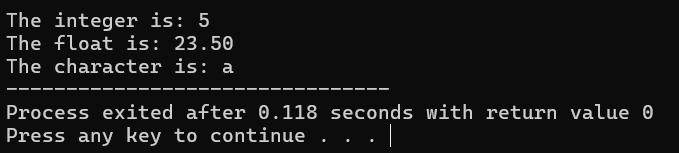 The integer is: 5
The float is: 23.50
The character is: a
--------------------------------
Process exited after 0.118 seconds with return value 0
Press any key to continue . . .